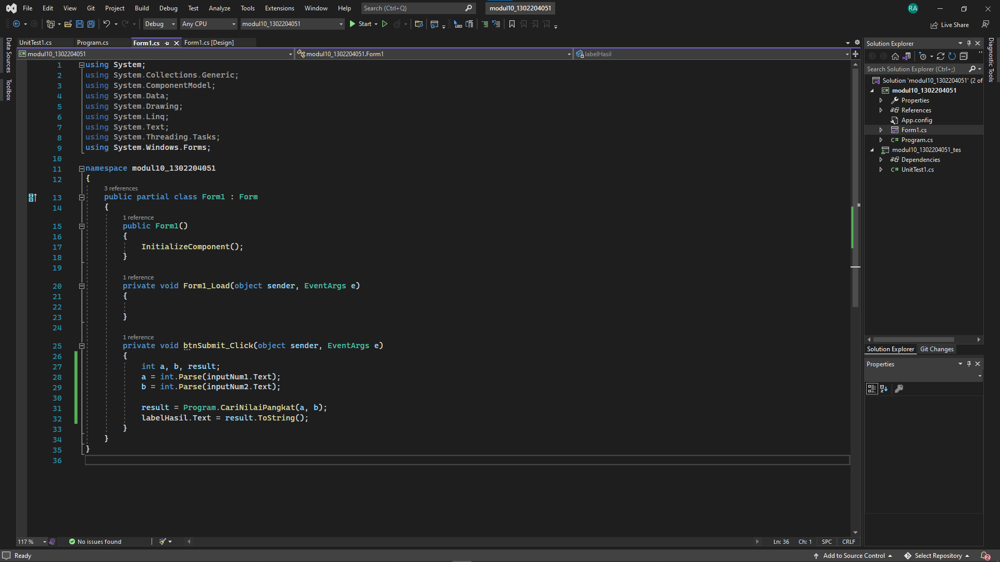 File Edit View Git Project Build Debug Test Analyze Tools Extensions Window Help Search (Ctrl+Q) modul10_1302204051 RA
Debug Any CPU modul10_1302204051 Start Live Share
Data Sources
Toolbox
UnitTest1.cs Program.cs Form1.cs Form1.cs [Design]
modul10_1302204051 modul10_1302204051.Form1 labelHasil
1 using System;
2 using System.Collections.Generic;
3 using System.ComponentModel;
4 using System.Data;
5 using System.Drawing;
6 using System.Linq;
7 using System.Text;
8 using System.Threading.Tasks;
9 using System.Windows.Forms;
10
11 namespace modul10_1302204051
12 {
3 references
13 public partial class Form1 : Form
14 {
1 reference
15 public Form1()
16 {
17 InitializeComponent();
18 }
19
1 reference
20 private void Form1_Load(object sender, EventArgs e)
21 {
22
23 }
24
1 reference
25 private void btnSubmit_Click(object sender, EventArgs e)
26 {
27 int a, b, result;
28 a = int.Parse(inputNum1.Text);
29 b = int.Parse(inputNum2.Text);
30
31 result = Program.CariNilaiPangkat(a, b);
32 labelHasil.Text = result.ToString();
33 }
34 }
35 }
36
Solution Explorer
Search Solution Explorer (Ctrl+;)
Solution 'modul10_1302204051' (2 of
C# modul10_1302204051
Properties
References
App.config
Form1.cs
C# Program.cs
modul10_1302204051_tes
Dependencies
C# UnitTest1.cs
Solution Explorer Git Changes
Properties
Diagnostic Tools
117 % No issues found Ln: 36 Ch: 1 SPC CRLF
Ready Add to Source Control Select Repository 2